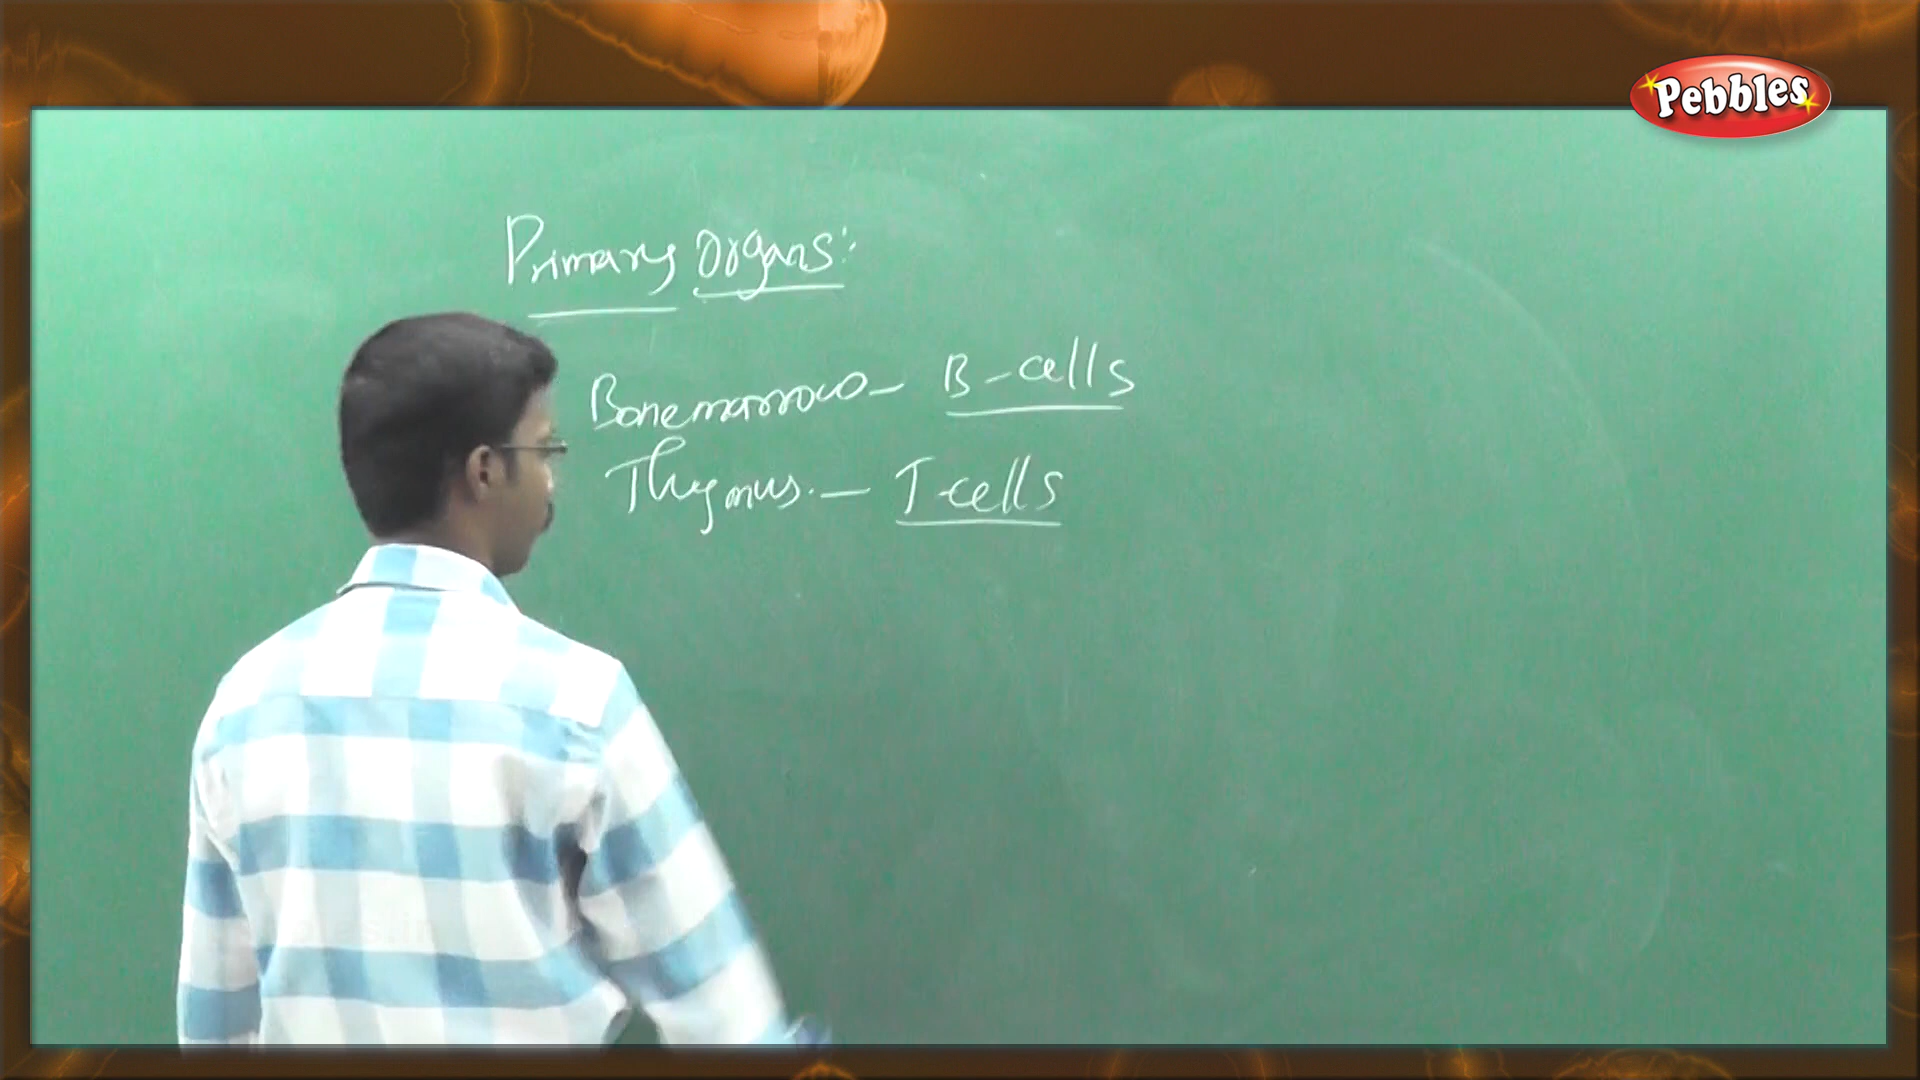 Pebbles
Primary Organs:
Bonemarrow - B-cells
Thymus. - T-cells